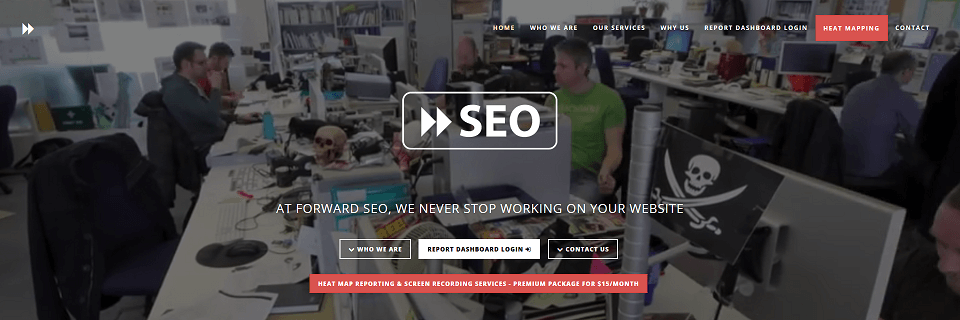 HOME
WHO WE ARE
OUR SERVICES
WHY US
REPORT DASHBOARD LOGIN
HEAT MAPPING
CONTACT
SEO
AT FORWARD SEO, WE NEVER STOP WORKING ON YOUR WEBSITE
WHO WE ARE
REPORT DASHBOARD LOGIN
CONTACT US
HEAT MAP REPORTING & SCREEN RECORDING SERVICES - PREMIUM PACKAGE FOR $15/MONTH